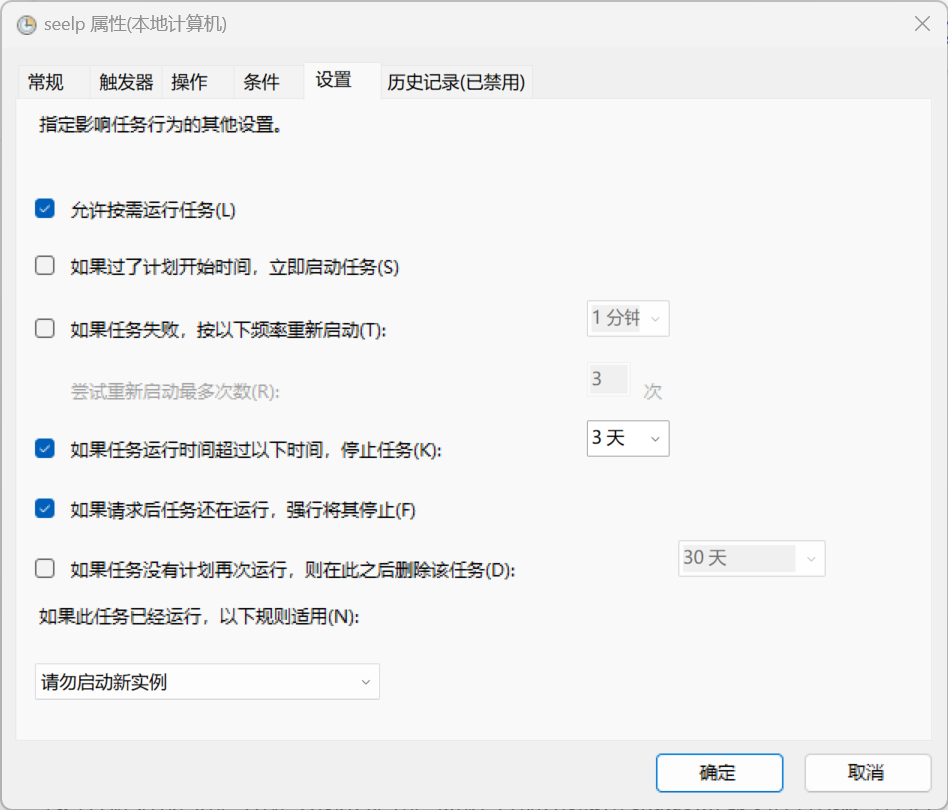 seelp 属性(本地计算机)
常规 触发器 操作 条件 设置 历史记录(已禁用)
指定影响任务行为的其他设置。
允许按需运行任务(L)
如果过了计划开始时间，立即启动任务(S)
如果任务失败，按以下频率重新启动(T): 1 分钟
尝试重新启动最多次数(R): 3 次
如果任务运行时间超过以下时间，停止任务(K): 3 天
如果请求后任务还在运行，强行将其停止(F)
如果任务没有计划再次运行，则在此之后删除该任务(D): 30 天
如果此任务已经运行，以下规则适用(N):
请勿启动新实例
确定 取消